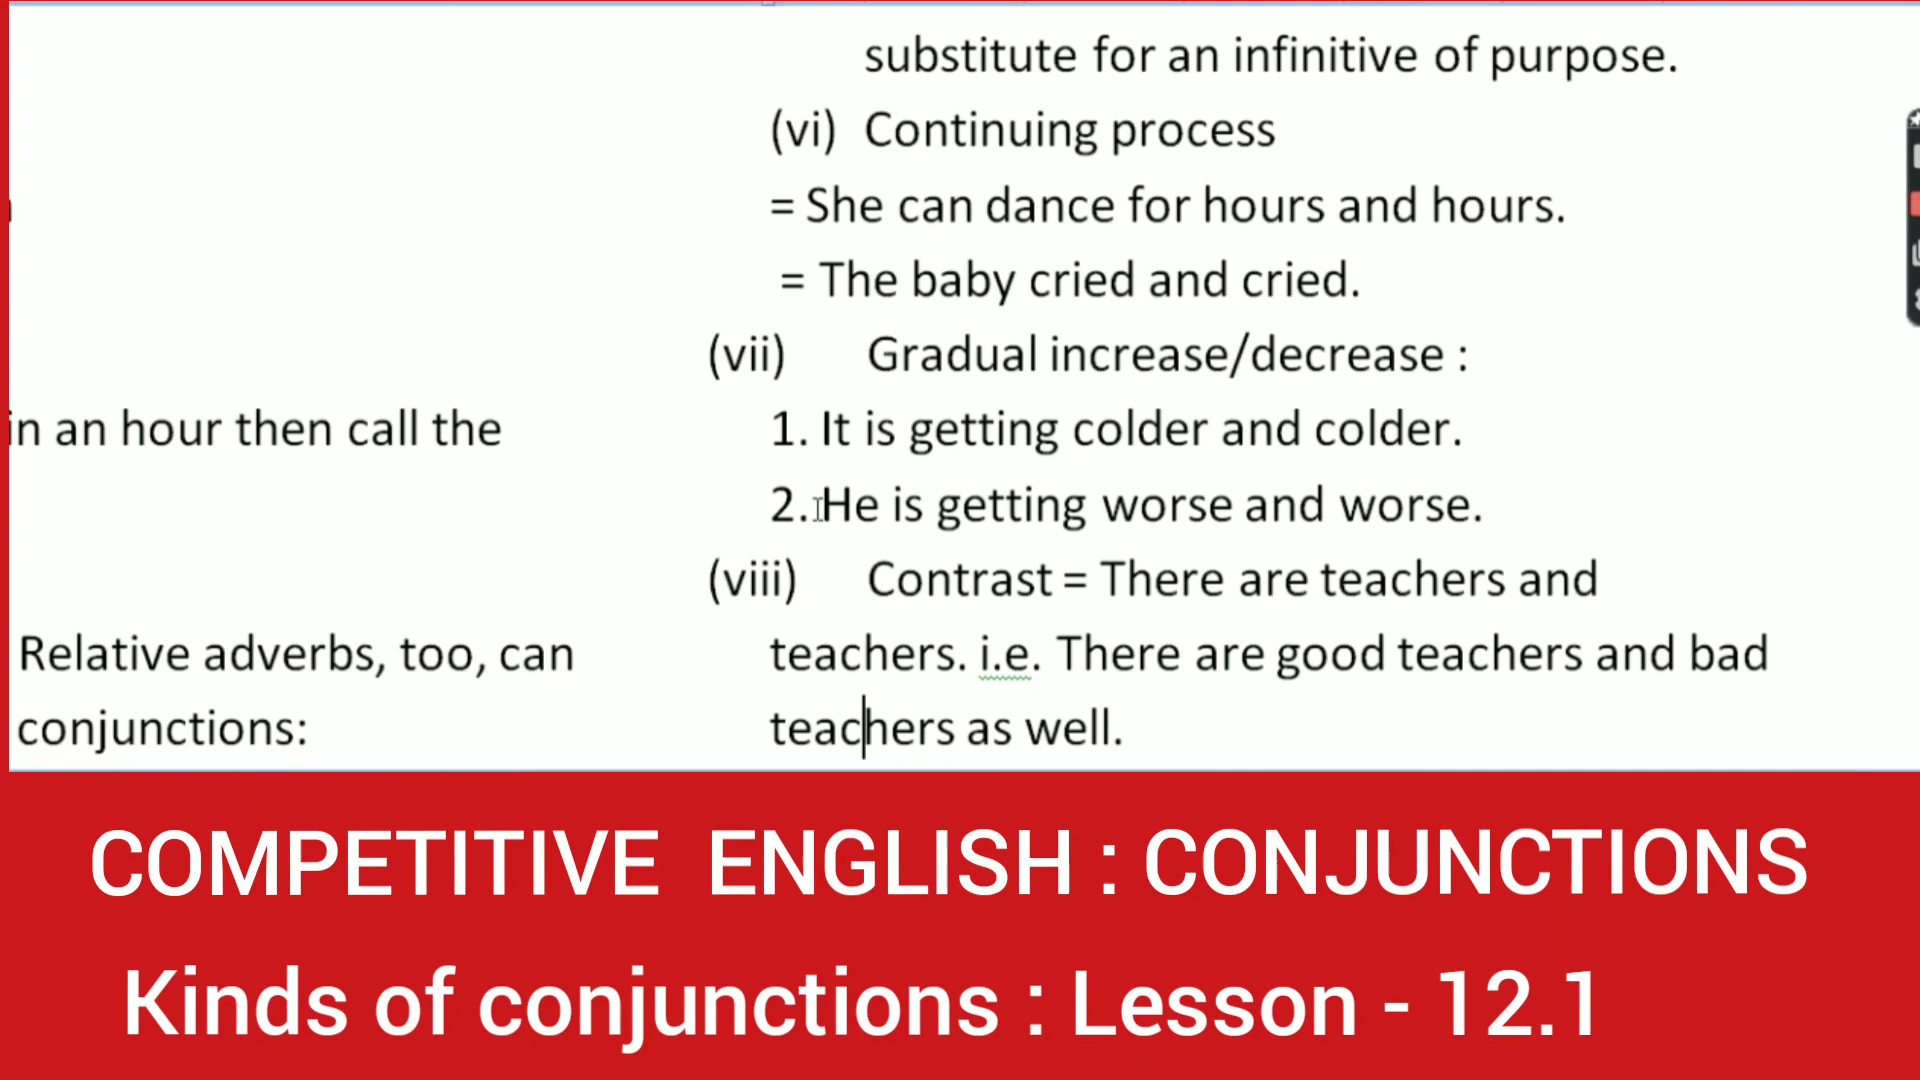 substitute for an infinitive of purpose.
(vi) Continuing process
= She can dance for hours and hours.
= The baby cried and cried.
(vii) Gradual increase/decrease :
in an hour then call the
1. It is getting colder and colder.
2. He is getting worse and worse.
(viii) Contrast = There are teachers and
Relative adverbs, too, can
teachers. i.e. There are good teachers and bad
conjunctions:
teachers as well.
COMPETITIVE ENGLISH : CONJUNCTIONS
Kinds of conjunctions : Lesson - 12.1